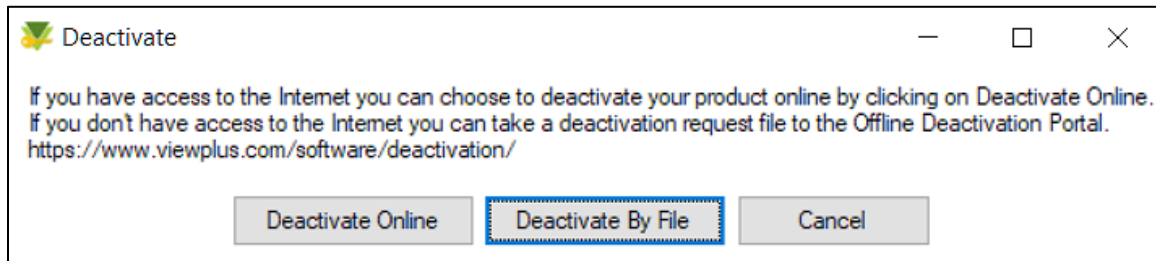 Deactivate
If you have access to the Internet you can choose to deactivate your product online by clicking on Deactivate Online.
If you don't have access to the Internet you can take a deactivation request file to the Offline Deactivation Portal.
https://www.viewplus.com/software/deactivation/
Deactivate Online Deactivate By File Cancel